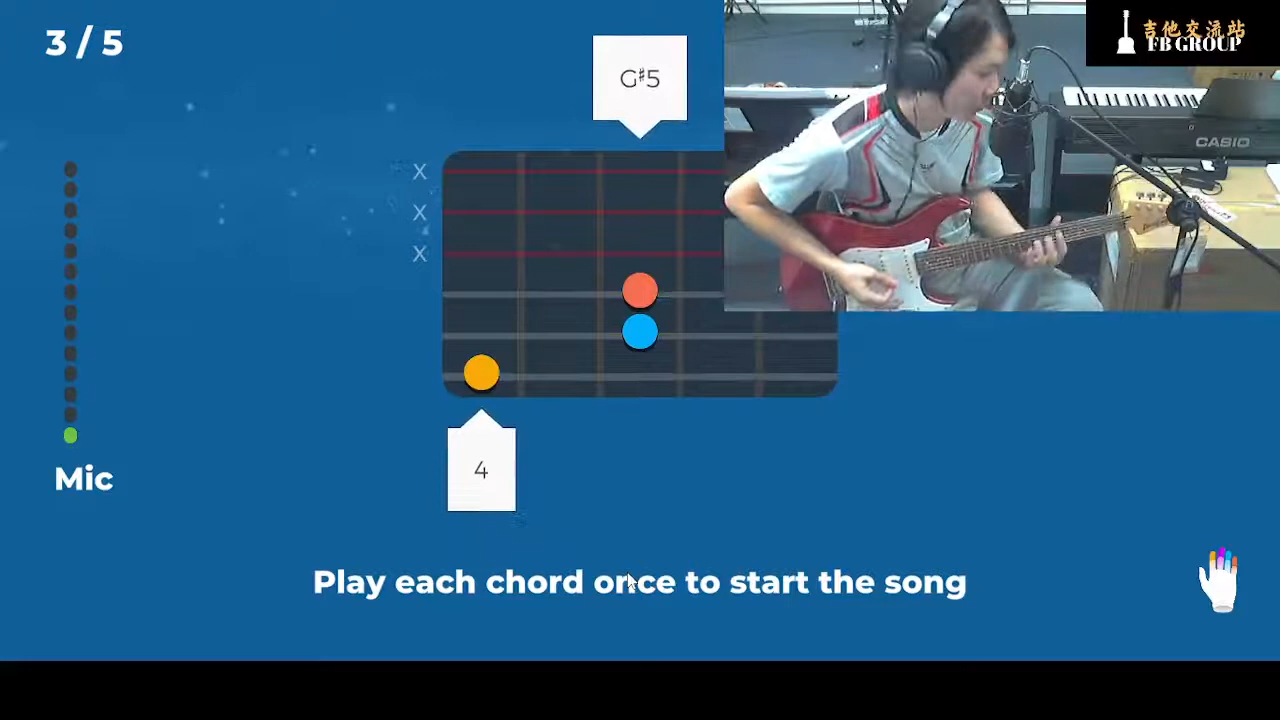 3 / 5
G♯5
吉他交流站
FB GROUP
X
X
X
CASIO
4
Mic
Play each chord once to start the song